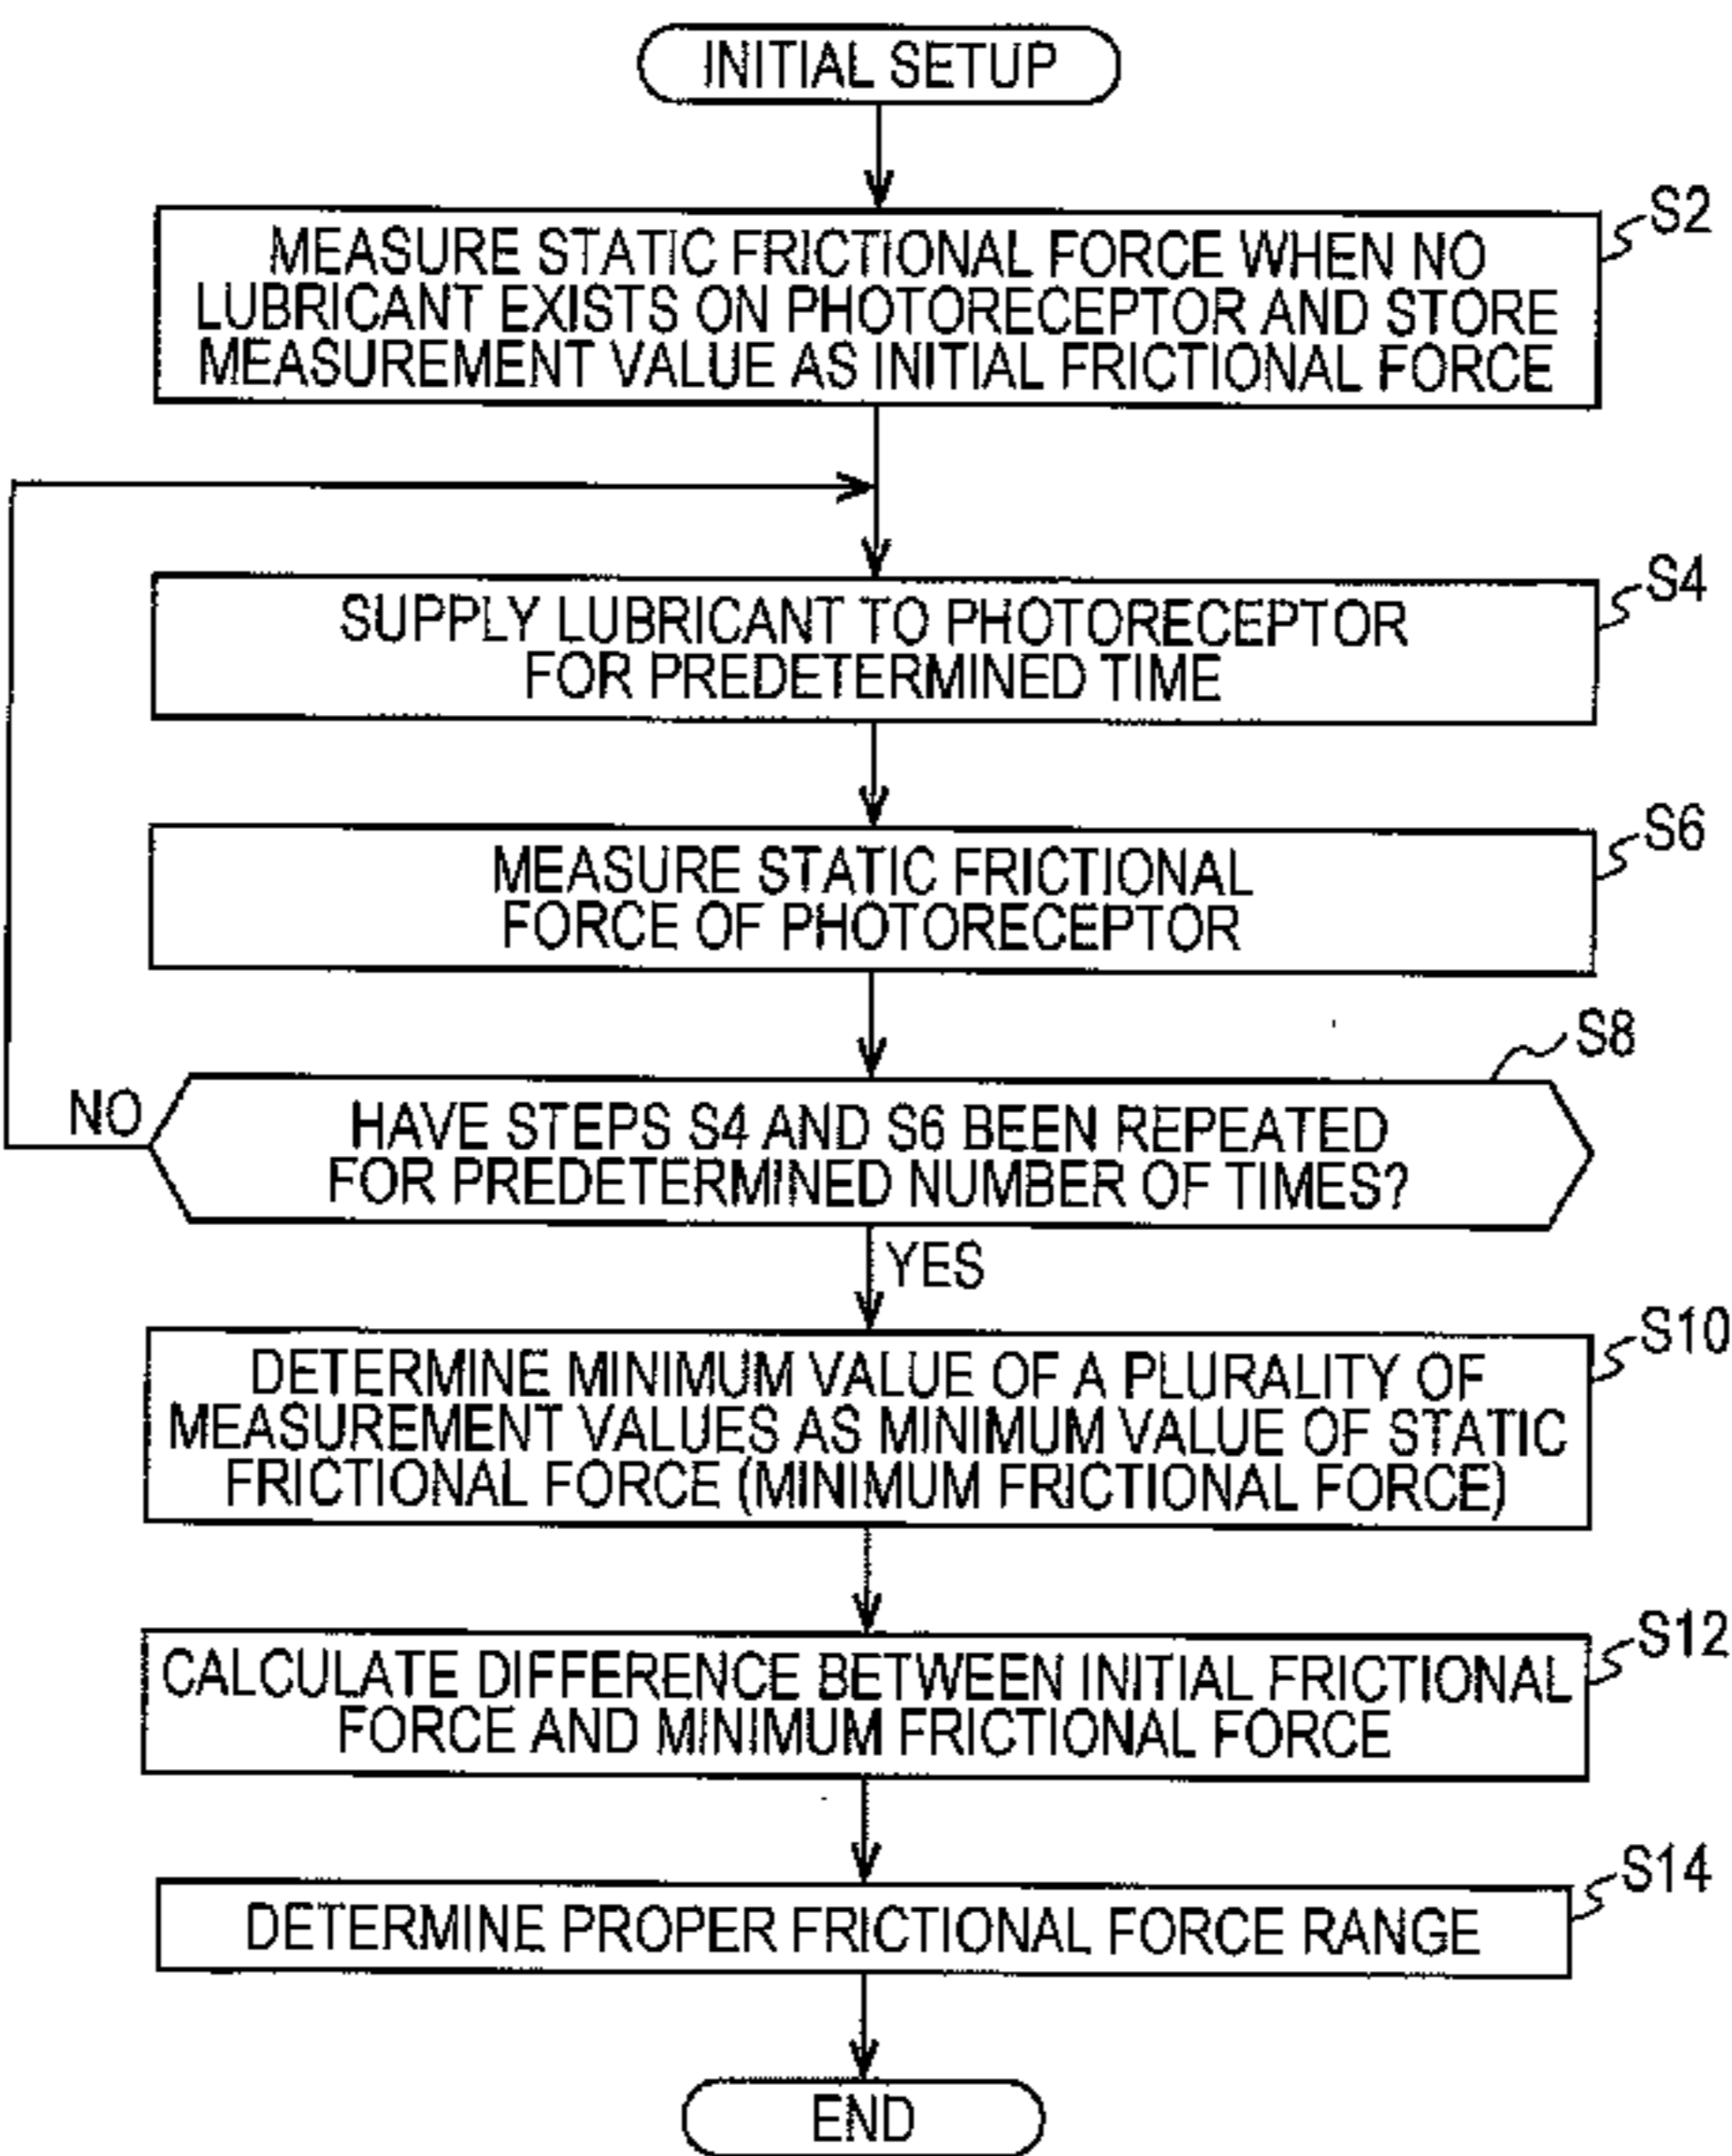 INITIAL SETUP
S2
MEASURE STATIC FRICTIONAL FORCE WHEN NO
LUBRICANT EXISTS ON PHOTORECEPTOR AND STORE
MEASUREMENT VALUE AS INITIAL FRICTIONAL FORCE
S4
SUPPLY LUBRICANT TO PHOTORECEPTOR
FOR PREDETERMINED TIME
S6
MEASURE STATIC FRICTIONAL
FORCE OF PHOTORECEPTOR
S8
NO
HAVE STEPS S4 AND S6 BEEN REPEATED
FOR PREDETERMINED NUMBER OF TIMES?
YES
S10
DETERMINE MINIMUM VALUE OF A PLURALITY OF
MEASUREMENT VALUES AS MINIMUM VALUE OF STATIC
FRICTIONAL FORCE (MINIMUM FRICTIONAL FORCE)
S12
CALCULATE DIFFERENCE BETWEEN INITIAL FRICTIONAL
FORCE AND MINIMUM FRICTIONAL FORCE
S14
DETERMINE PROPER FRICTIONAL FORCE RANGE
END